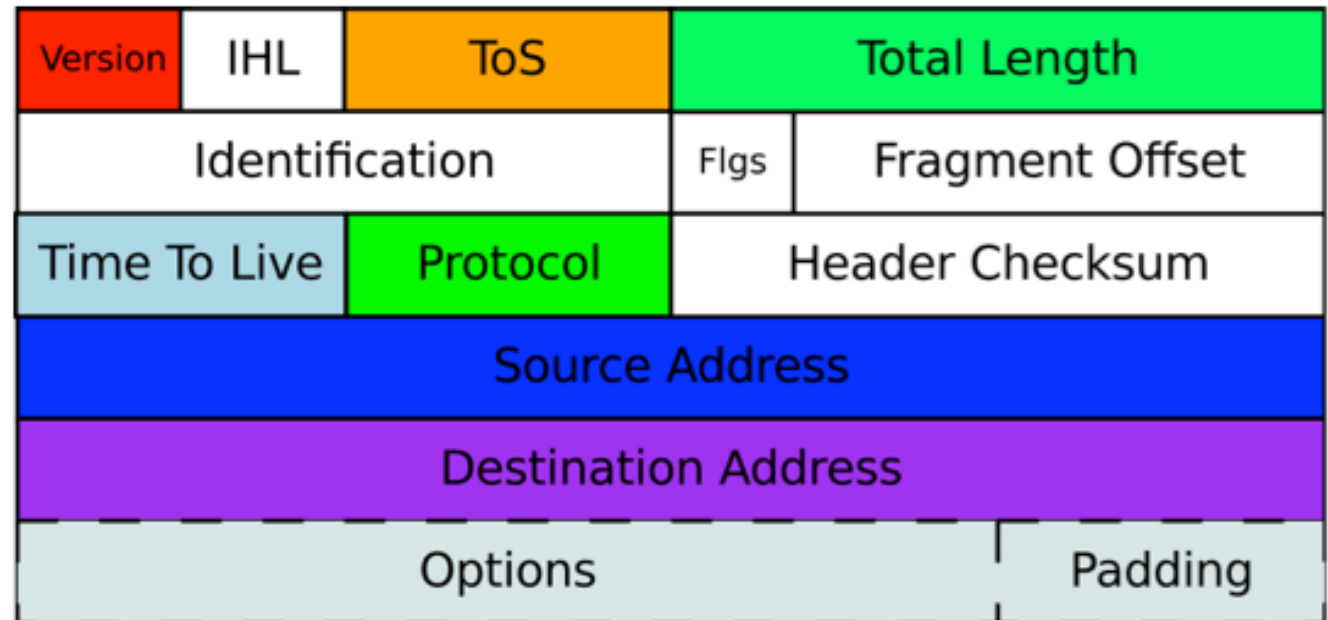 Version IHL ToS Total Length
Identification Flgs Fragment Offset
Time To Live Protocol Header Checksum
Source Address
Destination Address
Options Padding